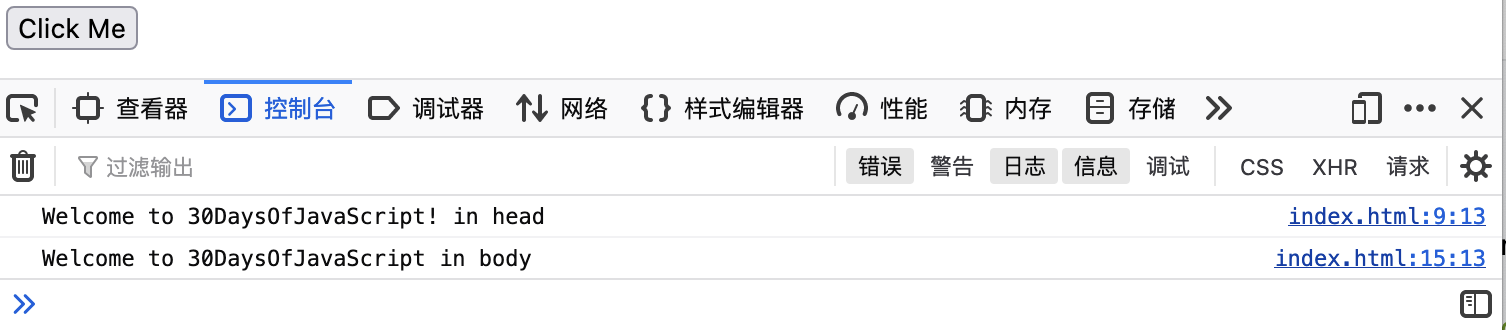 Click Me
查看器 控制台 调试器 网络 样式编辑器 性能 内存 存储
过滤输出 错误 警告 日志 信息 调试 CSS XHR 请求
Welcome to 30DaysOfJavaScript! in head index.html:9:13
Welcome to 30DaysOfJavaScript in body index.html:15:13